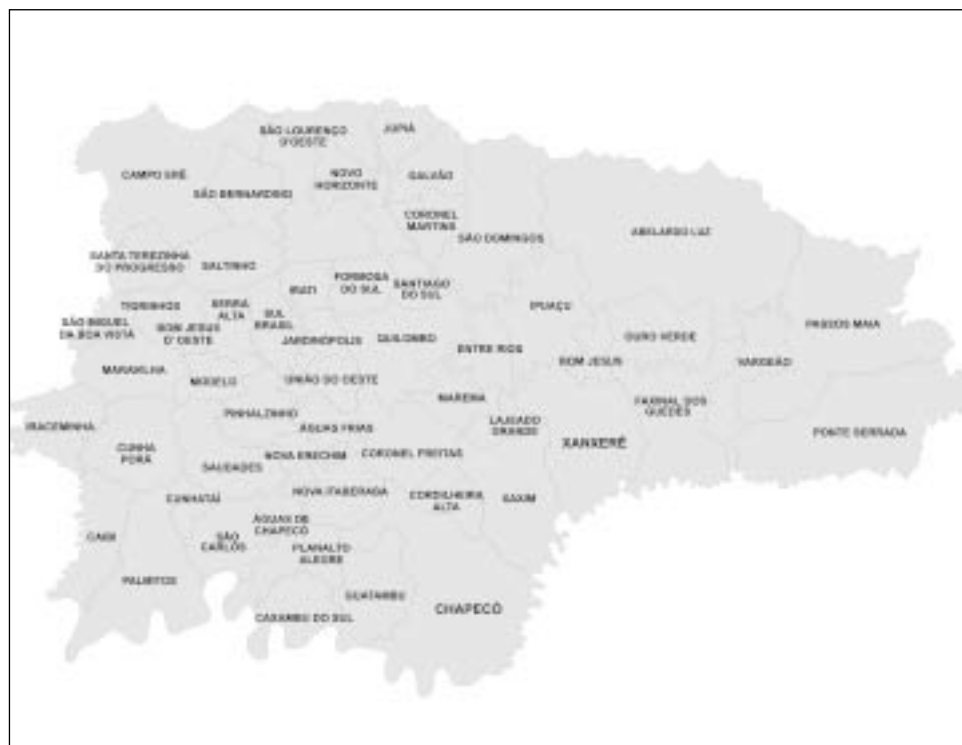 SÃO LOURENÇO
D'OESTE
JUPIÁ
CAMPO ERÊ
SÃO BERNARDINO
NOVO
HORIZONTE
GALVÃO
CORONEL
MARTINS
SÃO DOMINGOS
ABELARDO LUZ
SANTA TEREZINHA
DO PROGRESSO
SALTINHO
FORMOSA
DO SUL
SANTIAGO
DO SUL
IRATI
TIGRINHOS
SERRA
ALTA
SUL
BRASIL
IPUAÇU
SÃO MIGUEL
DA BOA VISTA
BOM JESUS
D' OESTE
JARDINÓPOLIS
QUILOMBO
ENTRE RIOS
OURO VERDE
PASSOS MAIA
BOM JESUS
VARGEÃO
MARAVILHA
MODELO
UNIÃO DO OESTE
MAREMA
FAXINAL DOS
GUEDES
IRACEMINHA
PINHALZINHO
ÁGUAS FRIAS
LAJEADO
GRANDE
XANXERÊ
PONTE SERRADA
CUNHA
PORÃ
SAUDADES
NOVA ERECHIM
CORONEL FREITAS
CUNHATAÍ
NOVA ITABERABA
CORDILHEIRA
ALTA
XAXIM
CAIBI
SÃO
CARLOS
ÁGUAS DE
CHAPECÓ
PLANALTO
ALEGRE
PALMITOS
GUATAMBU
CAXAMBU DO SUL
CHAPECÓ